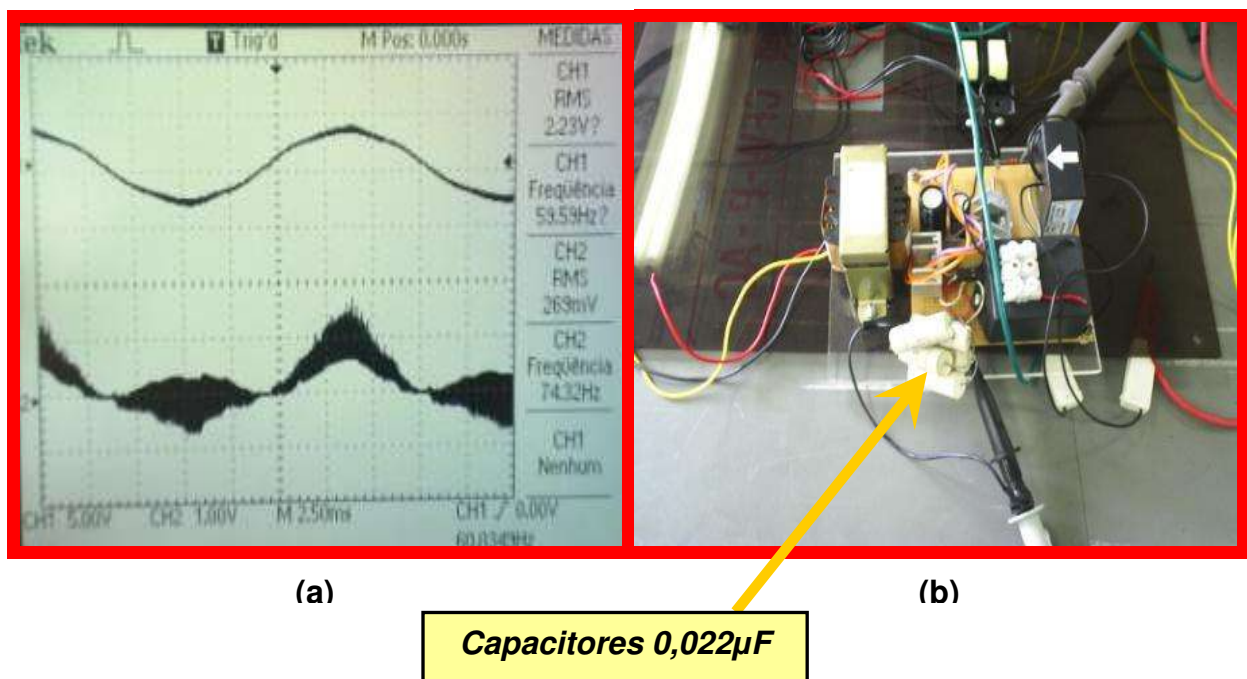 ek Trig'd M Pos: 0.000s MEDIDAS
CH1
RMS
2.23V?
CH1
Freqüência
59.59Hz?
CH2
RMS
269mV
CH2
Freqüência
74.32Hz
CH1
Nenhum
CH1 5.00V CH2 1.00V M 2.50ms CH1 0.00V
60.8349Hz
(a)
(b)
Capacitores 0,022µF